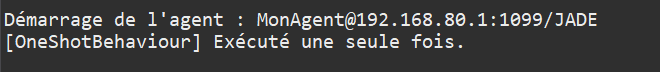 Démarrage de l'agent : MonAgent@192.168.80.1:1099/JADE
[OneShotBehaviour] Exécuté une seule fois.